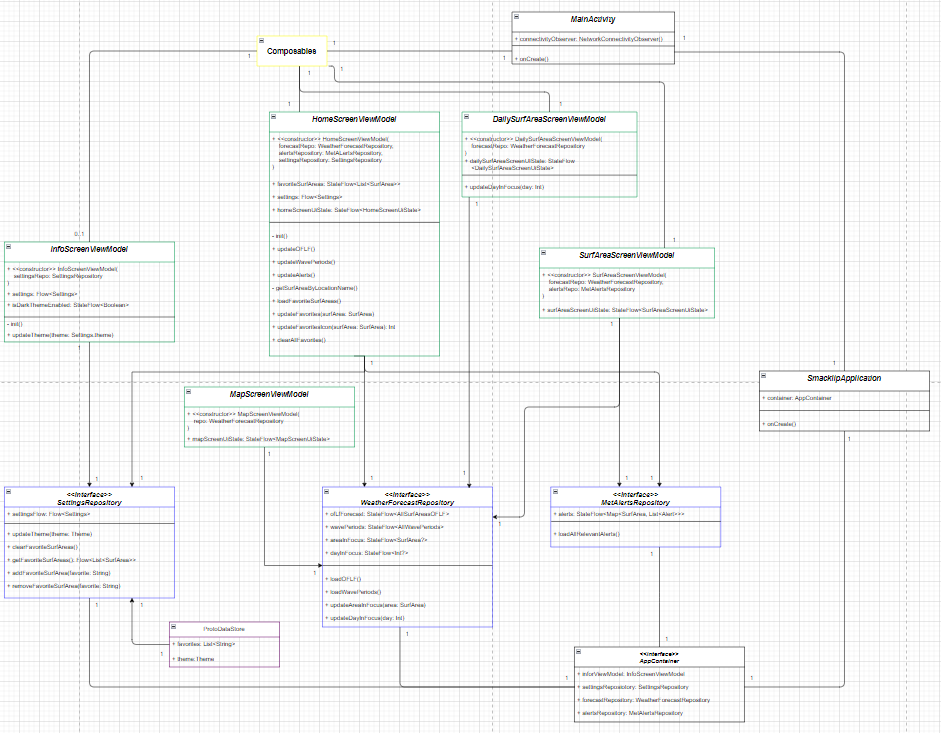 MainActivity
+ connectivityObserver: NetworkConnectivityObserver()
+ onCreate()
1
1
Composables
1
1
1
1
HomeScreenViewModel
1
+ <<constructor>> HomeScreenViewModel(
forecastRepo: WeatherForecastRepository,
alertsRepository: MetALertsRepository,
settingsRepository: SettingsRepository
)
+ favoriteSurfAreas: StateFlow<List<SurfArea>>
+ settings: Flow<Settings>
+ homeScreenUiState: SateFlow<HomeScreenUiState>
- init()
+ updateOFLF()
+ updateWavePeriods()
+ updateAlerts()
- getSurfAreaByLocationName()
+ loadFavoriteSurfAreas()
+ updateFavorites(surfArea: SurfArea)
+ updateFavoritesIcon(surfArea: SurfArea): Int
+ clearAllFavorites()
1
DailySurfAreaScreenViewModel
1
+ <<constructor>> DailySurfAreaScreenViewModel(
forecastRepo: WeatherForecastRepository
)
+ dailySurfAreaScreenUiState: StateFlow
<DailySurfAreaScreenUiState>
+ updateDayInFocus(day: Int)
1
0..1
InfoScreenViewModel
+ <<constructor>> InfoScreenViewModel(
settingsRepo: SettingsRepository
)
+ settings: Flow<Settings>
+ isDarkThemeEnabled: StateFlow<Boolean>
- init()
+ updateTheme(theme: Settings.theme)
1
1
SurfAreaScreenViewModel
+ <<constructor>> SurfAreaScreenViewModel(
forecastRepo: WeatherForecastRepository,
alertsRepo: MetAlertsRepository
)
+ surfAreaScreenUiState: StateFlow<SurfAreaScreenUiState>
1
1
SmackLipApplication
+ container: AppContainer
+ onCreate()
1
MapScreenViewModel
+ <<constructor>> MapScreenViewModel(
repo: WeatherForecastRepository
)
+ mapScreenUiState: StateFlow<MapScreenUiState>
1
1
1
<<Interface>>
SettingsRepository
+ settingsFlow: Flow<Settings>
+ updateTheme(theme: Theme)
+ clearFavoriteSurfAreas()
+ getFavoriteSurfAreas(): Flow<List<SurfArea>>
+ addFavoriteSurfArea(favorite: String)
+ removeFavoriteSurfArea(favorite: String)
1
1
1
1
<<Interface>>
WeatherForecastRepository
+ oFLfForecast: StateFlow<AllSurfAreasOFLF>
+ wavePeriods: StateFlow<AllWavePeriods>
+ areaInFocus: StateFlow<SurfArea?>
+ dayInFocus: StateFlow<Int?>
+ loadOFLF()
+ loadWavePeriods()
+ updateAreaInFocus(area: SurfArea)
+ updateDayInFocus(day: Int)
1
1
1
1
1
<<Interface>>
MetAlertsRepository
+ alerts: StateFlow<Map<SurfArea, List<Alert>>>
+ loadAllRelevantAlerts()
1
ProtoDataStore
+ favorites: List<String>
+ theme:Theme
1
1
<<Interface>>
AppContainer
+ inforViewModel: InfoScreenViewModel
+ settingsRepository: SettingsRepository
+ forecastRepository: WeatherForecastRepository
+ alertsRepository: MetAlertsRepository
1
1